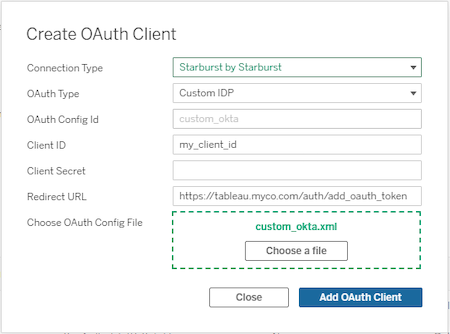 Create OAuth Client
Connection Type Starburst by Starburst
OAuth Type Custom IDP
OAuth Config Id custom_okta
Client ID my_client_id
Client Secret
Redirect URL https://tableau.myco.com/auth/add_oauth_token
Choose OAuth Config File
custom_okta.xml
Choose a file
Close Add OAuth Client